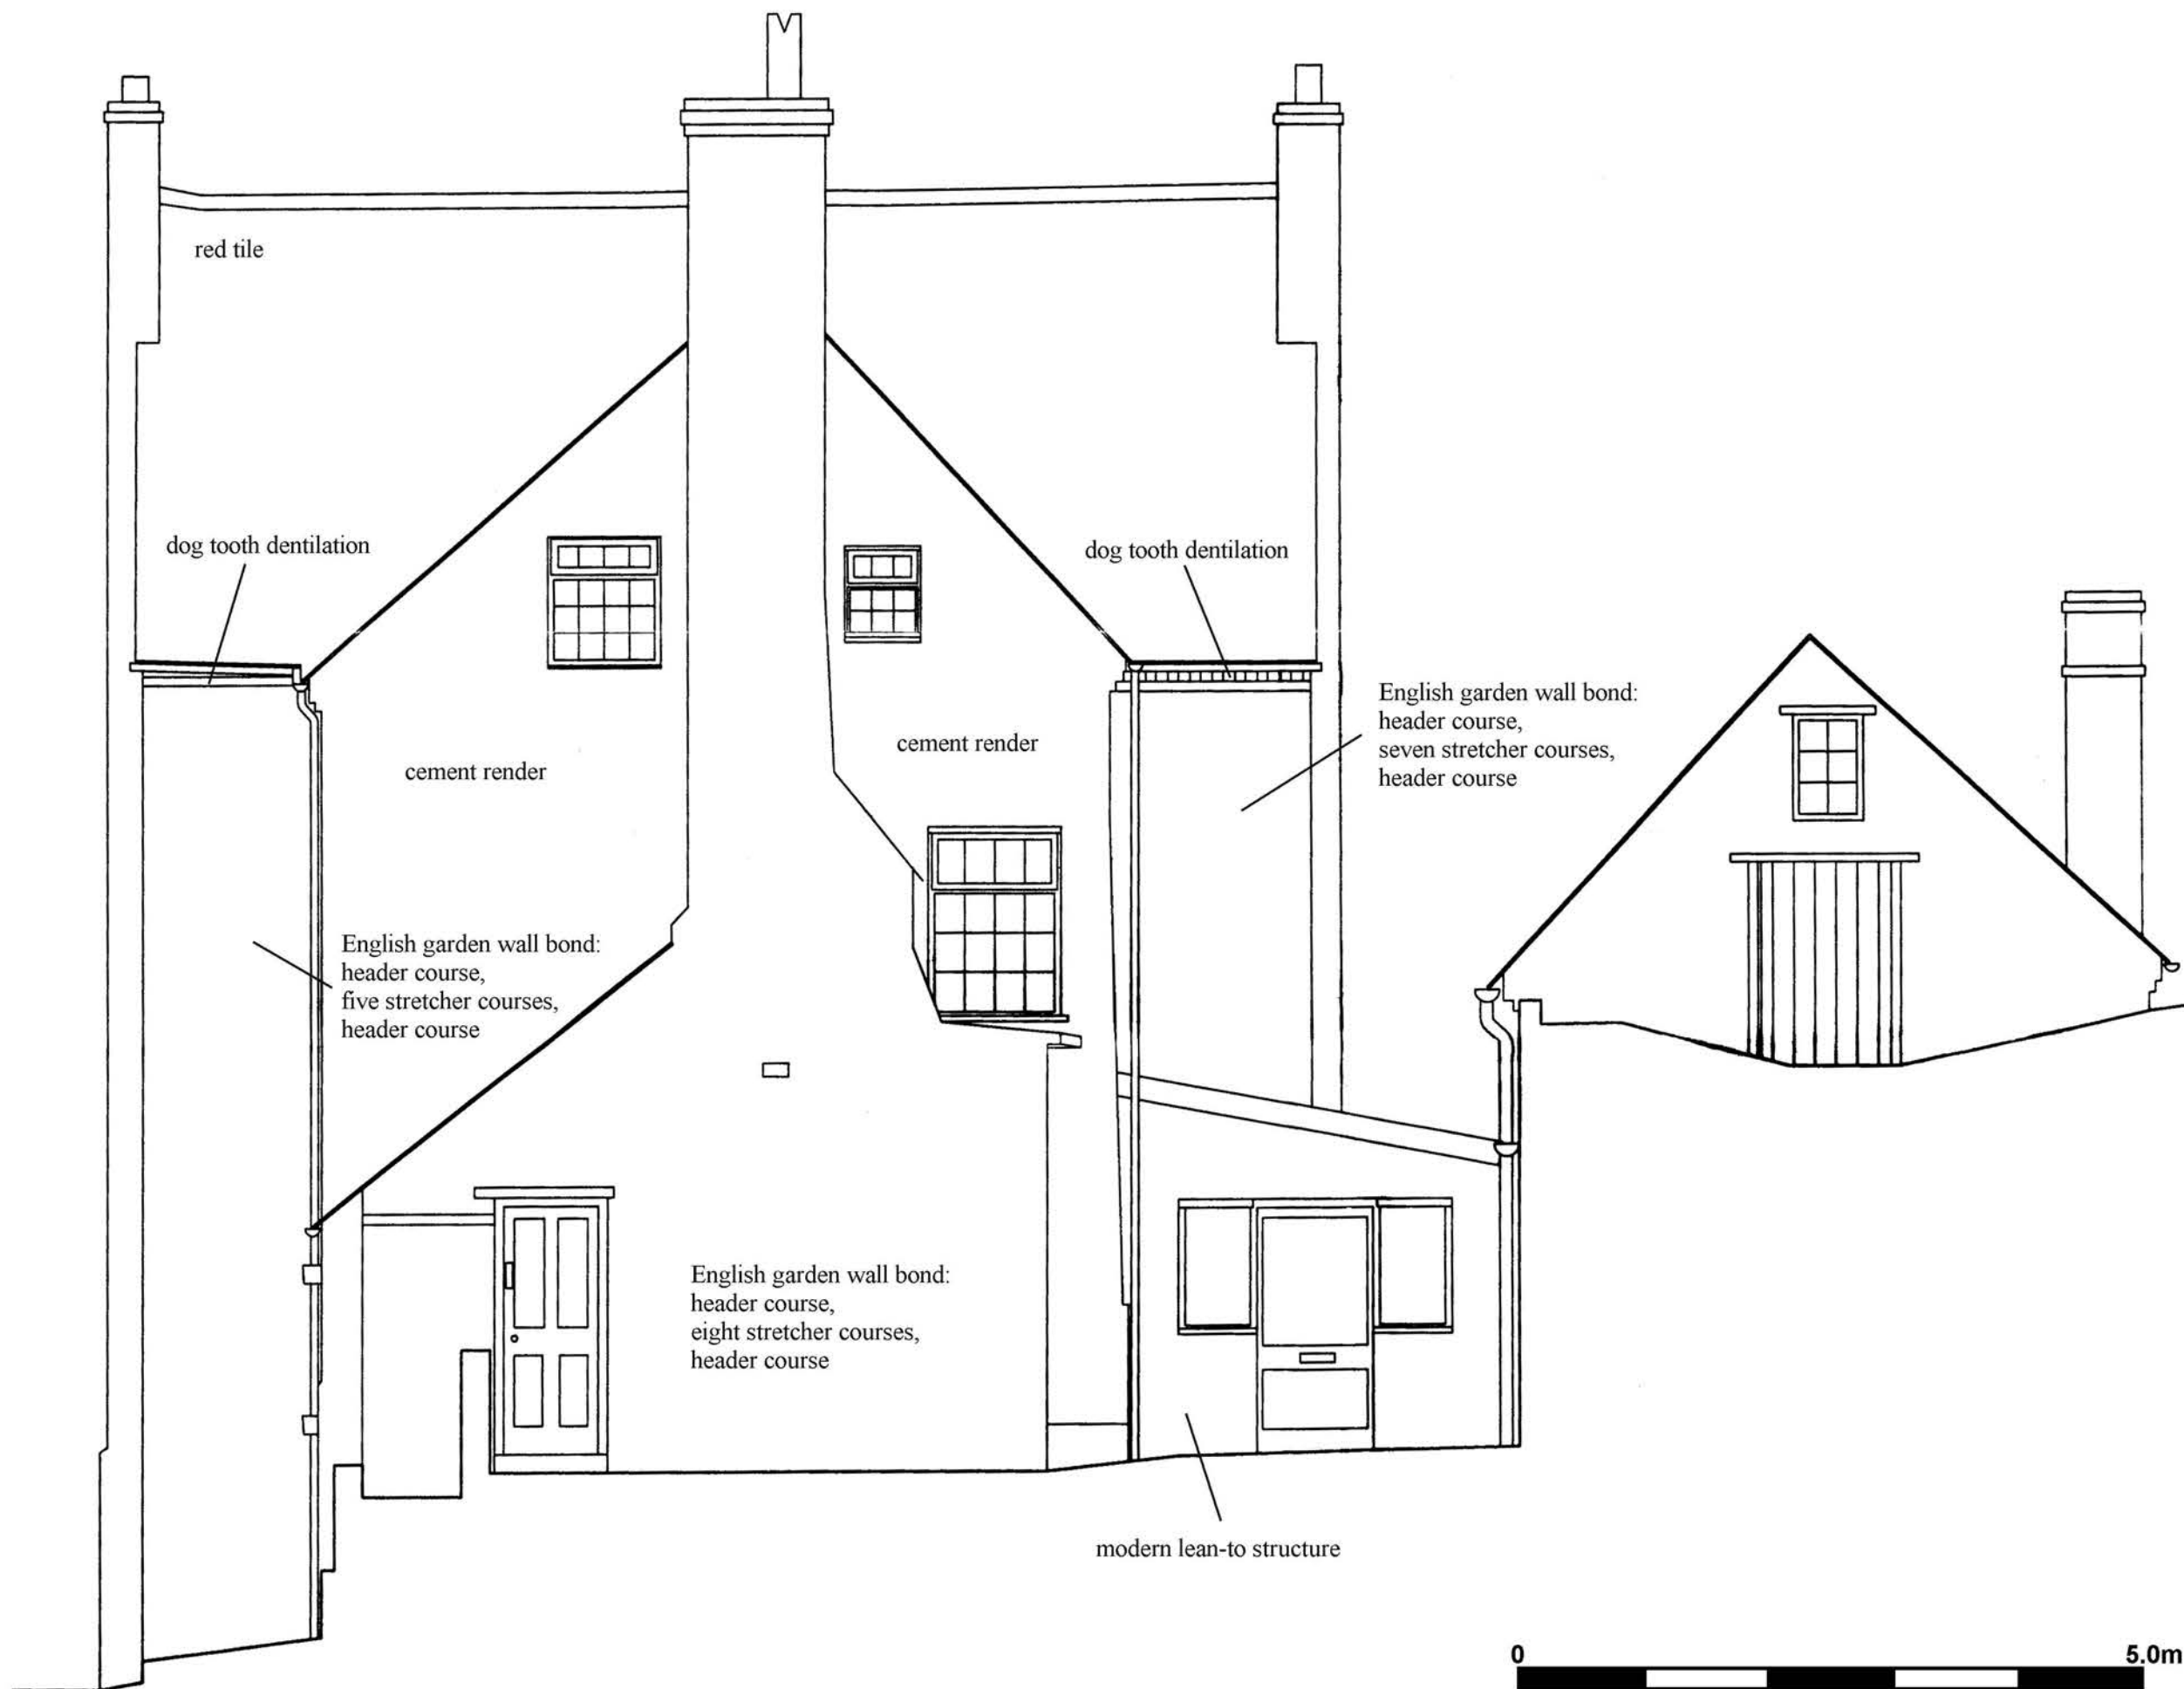 red tile
dog tooth dentilation
dog tooth dentilation
English garden wall bond:
header course,
seven stretcher courses,
header course
cement render
cement render
English garden wall bond:
header course,
five stretcher courses,
header course
English garden wall bond:
header course,
eight stretcher courses,
header course
modern lean-to structure
0
5.0m